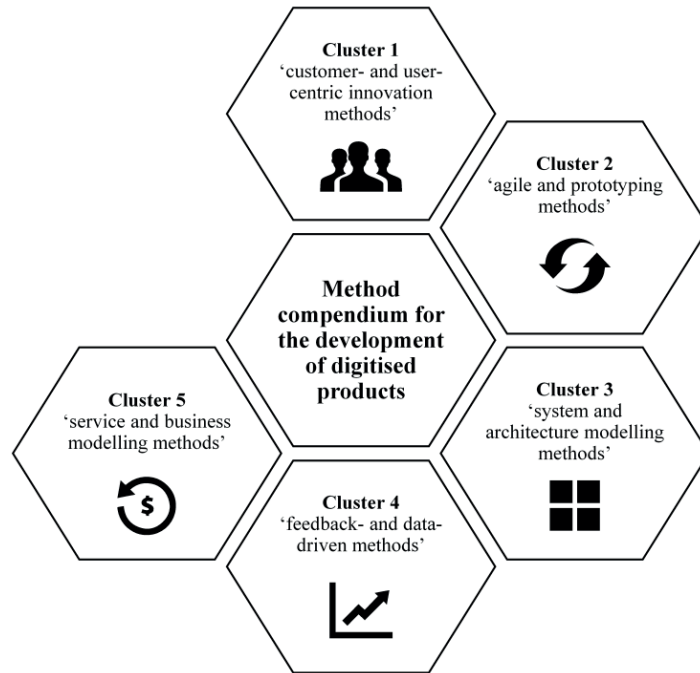 Cluster 1
‘customer- and user-
centric innovation
methods’
Cluster 2
‘agile and prototyping
methods’
Method
compendium for
the development
of digitised
products
Cluster 3
‘system and
architecture modelling
methods’
Cluster 4
‘feedback- and data-
driven methods’
Cluster 5
‘service and business
modelling methods’
$